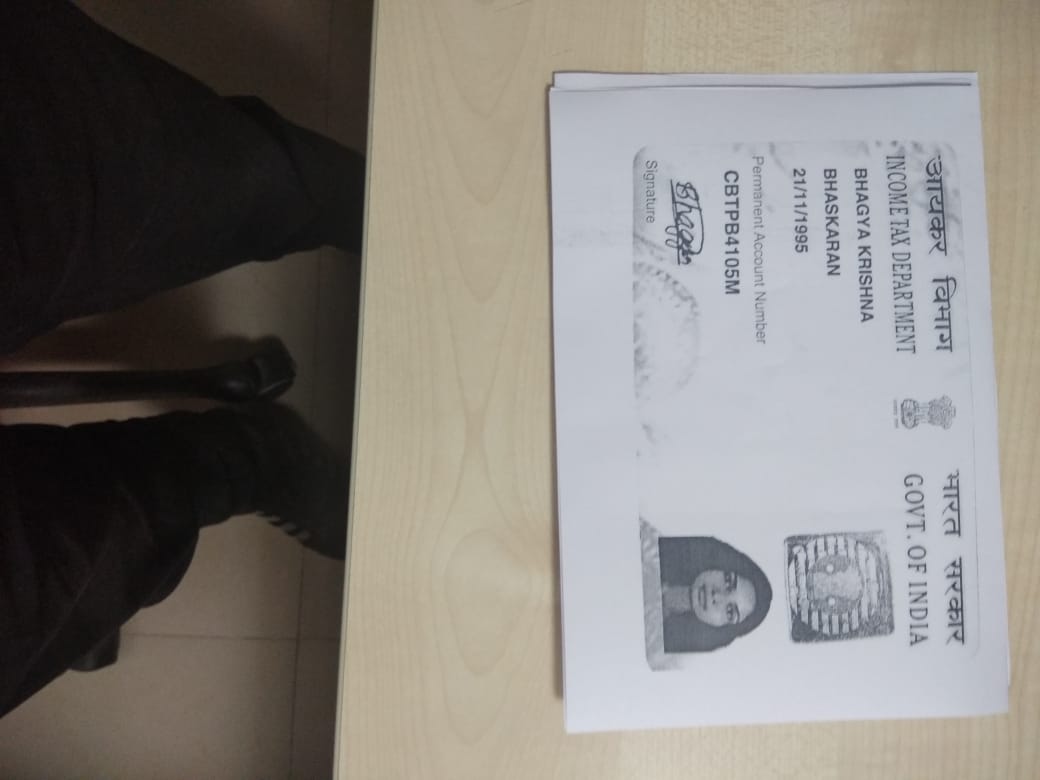 आयकर विभाग
भारत सरकार
INCOME TAX DEPARTMENT
GOVT. OF INDIA
BHAGYA KRISHNA
BHASKARAN
21/11/1995
Permanent Account Number
CBTPB4105M
Bhagya
Signature